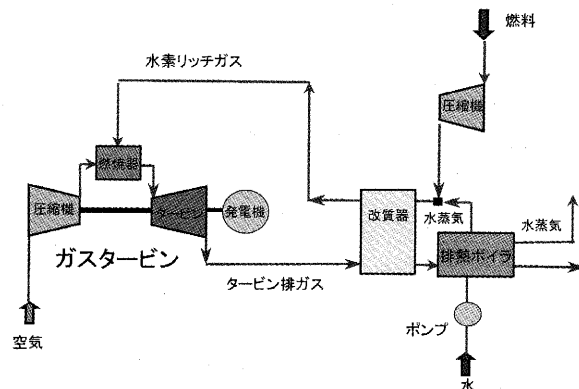 燃料
水素リッチガス
圧縮機
燃焼器
圧縮機
タービン
発電機
改質器
水蒸気
水蒸気
排熱ボイラ
ガスタービン
タービン排ガス
ポンプ
空気
水